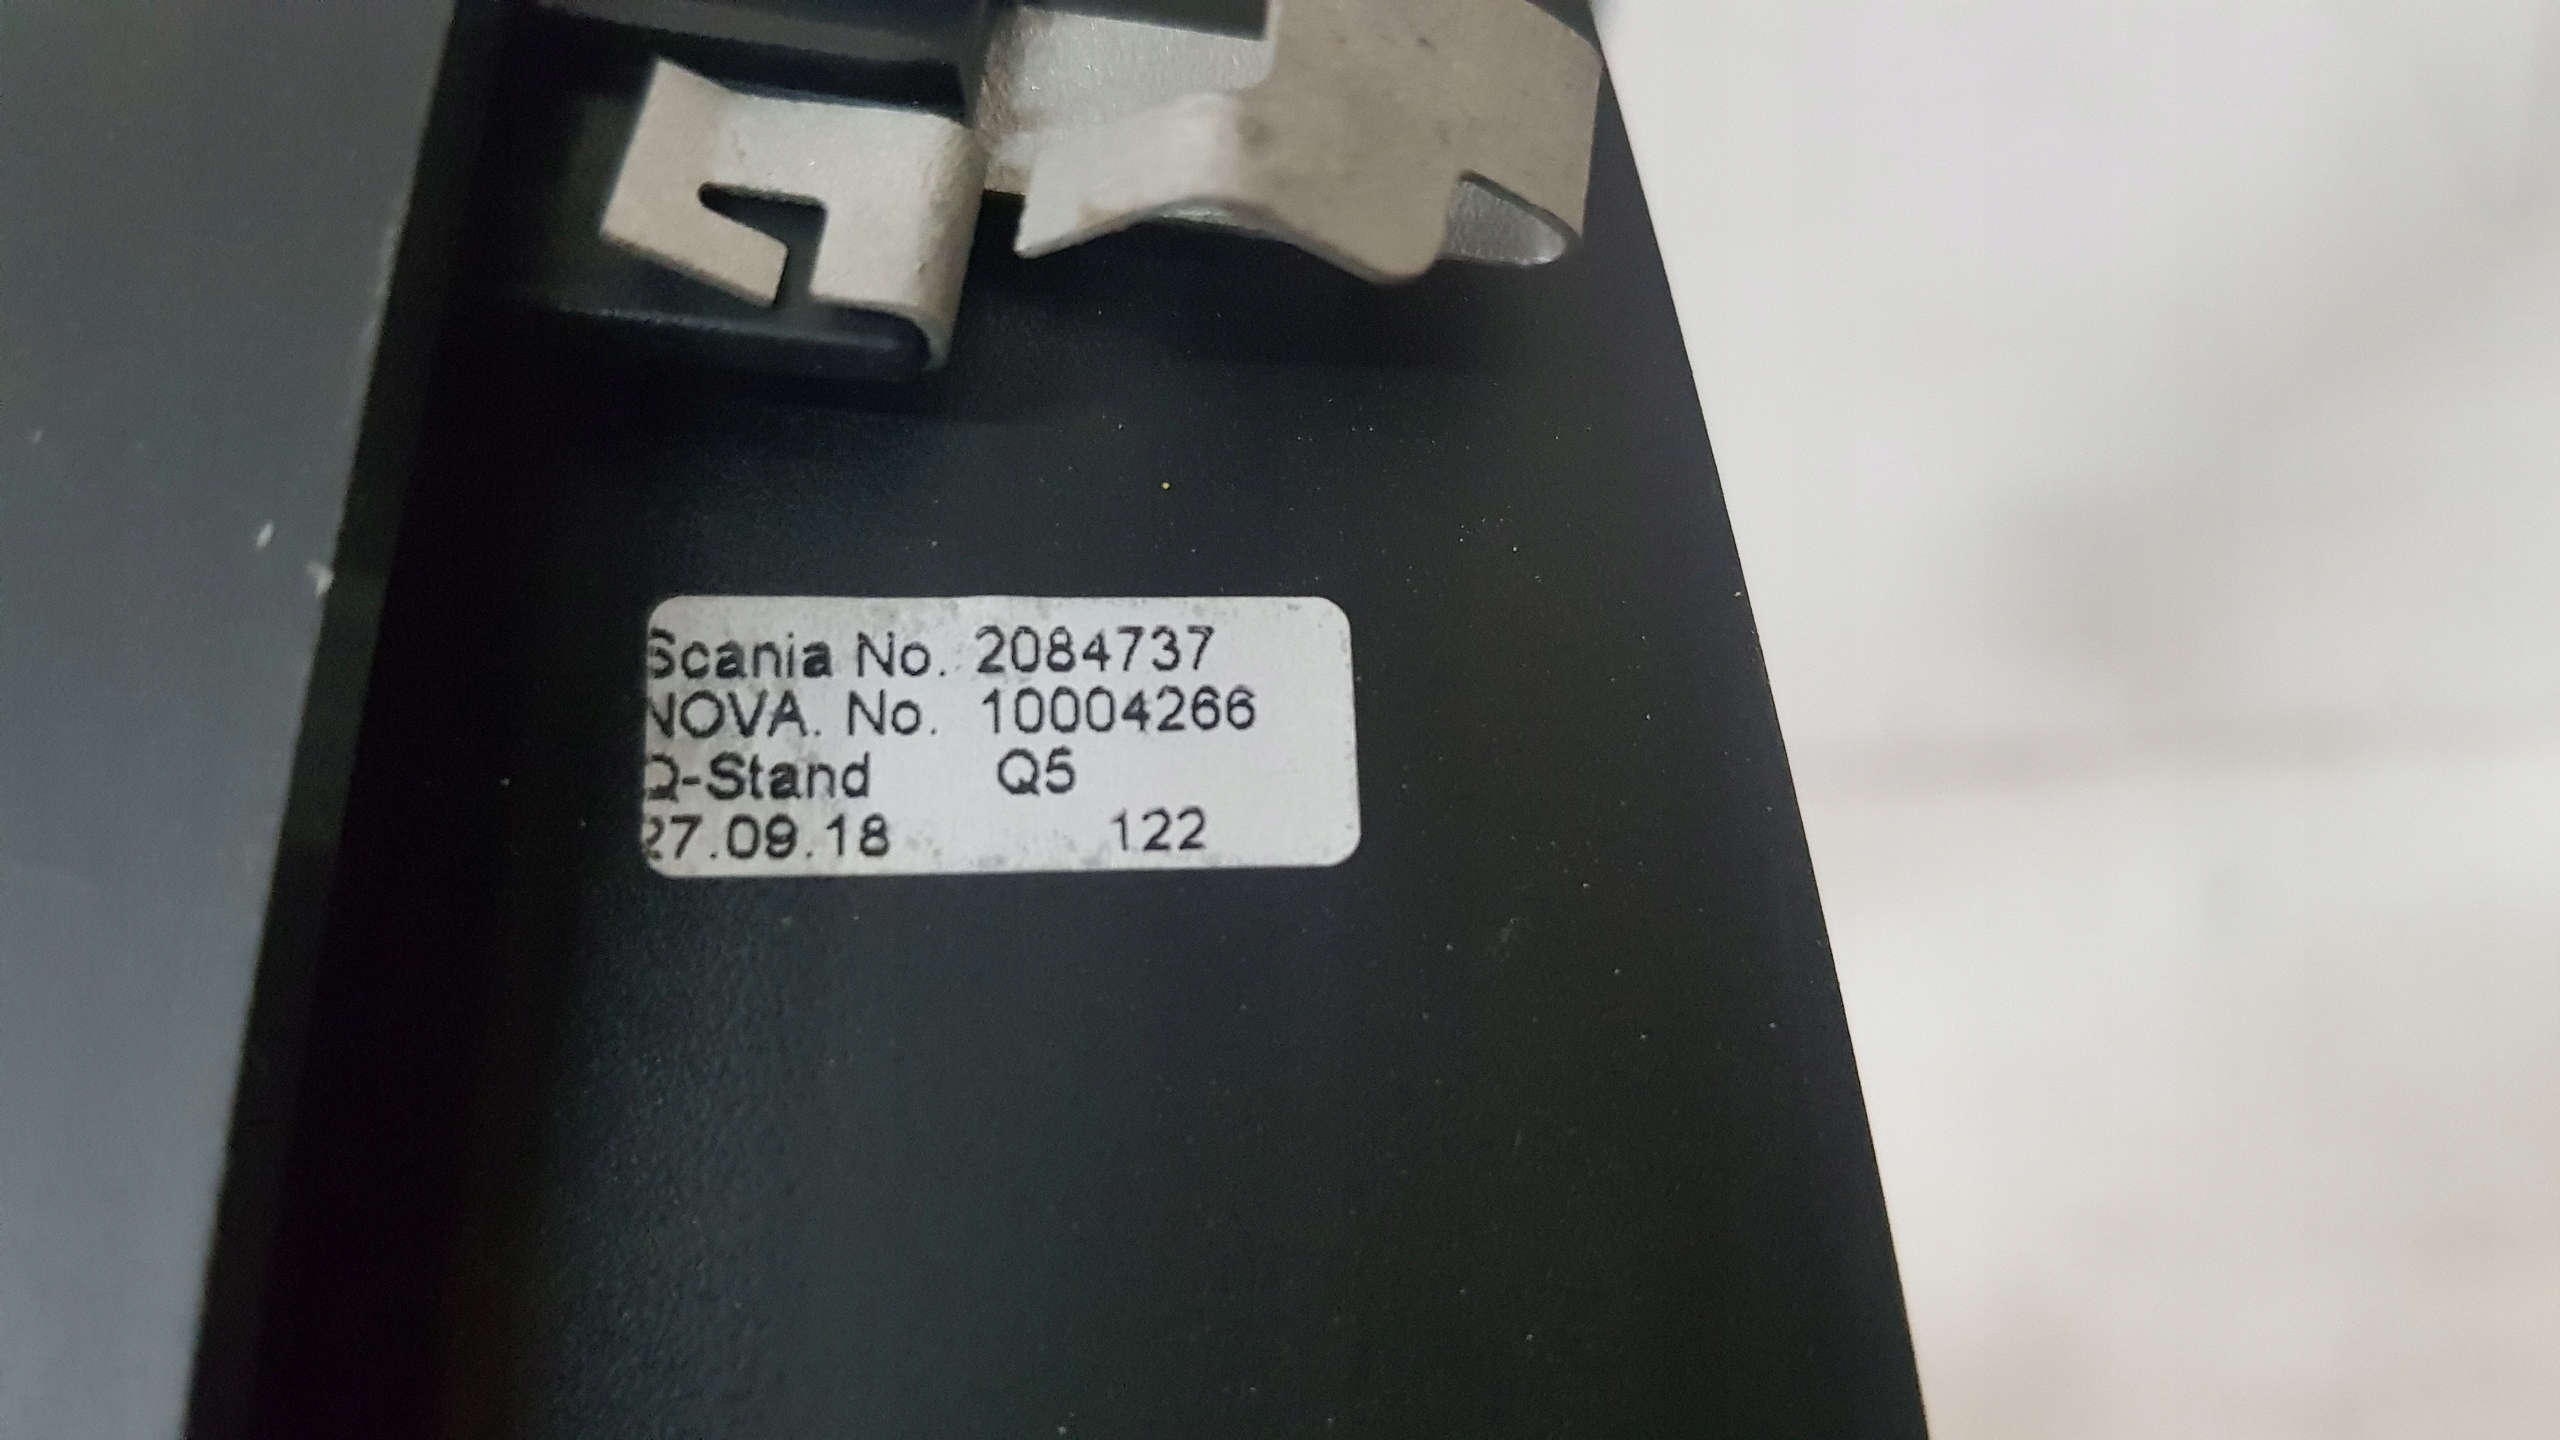 Scania No. 2084737
NOVA. No. 10004266
Q-Stand Q5
27.09.18 122